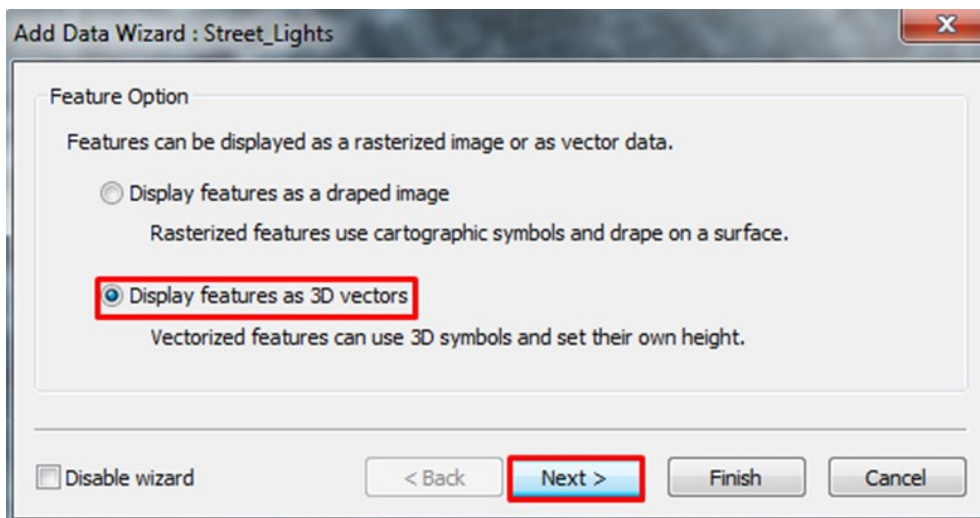 Add Data Wizard : Street_Lights
Feature Option
Features can be displayed as a rasterized image or as vector data.
Display features as a draped image
Rasterized features use cartographic symbols and drape on a surface.
Display features as 3D vectors
Vectorized features can use 3D symbols and set their own height.
Disable wizard
< Back
Next >
Finish
Cancel